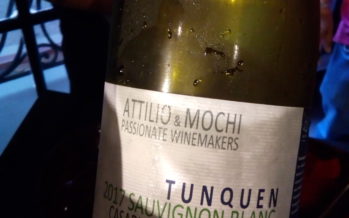 ATTILIO & MOCHI
PASSIONATE WINEMAKERS
TUNQUEN
2017 SAUVIGNON BLANC